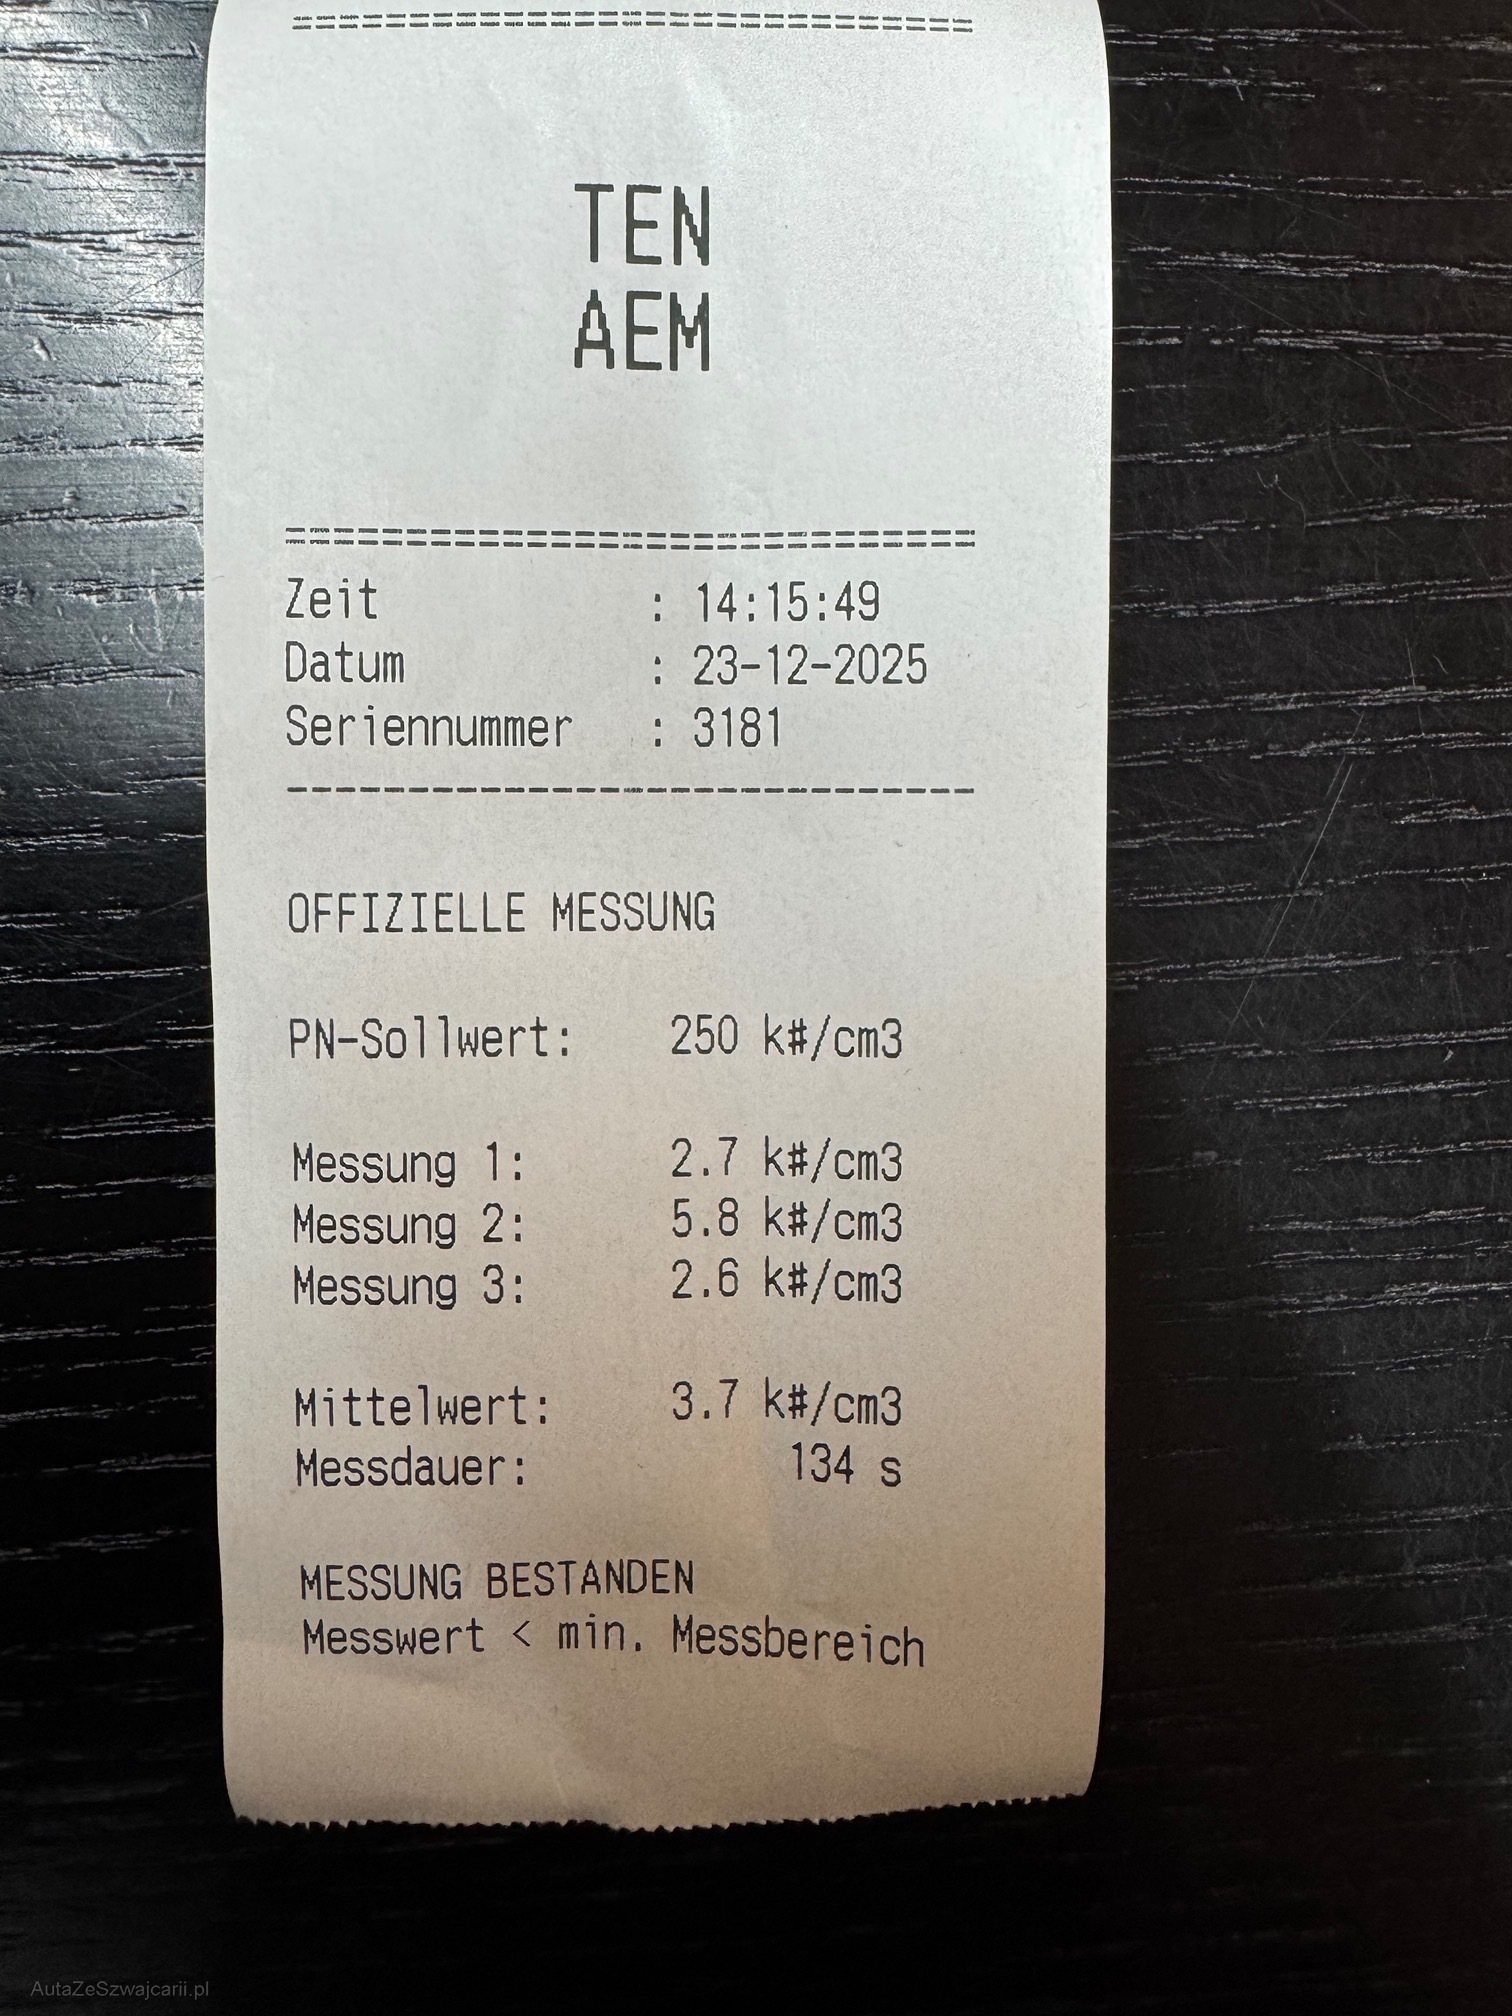 ==============================
TEN
AEM
==============================
Zeit : 14:15:49
Datum : 23-12-2025
Seriennummer : 3181
------------------------------
OFFIZIELLE MESSUNG
PN-Sollwert: 250 k#/cm3
Messung 1: 2.7 k#/cm3
Messung 2: 5.8 k#/cm3
Messung 3: 2.6 k#/cm3
Mittelwert: 3.7 k#/cm3
Messdauer: 134 s
MESSUNG BESTANDEN
Messwert < min. Messbereich
AutaZeSzwajcarii.pl